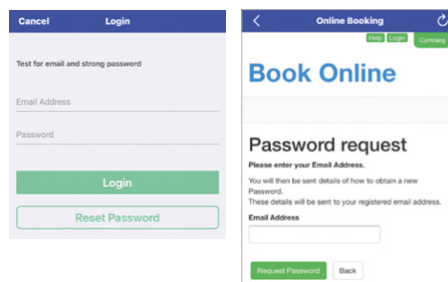 Cancel Login
Test for email and strong password
Email Address
Password
Login
Reset Password
Online Booking
Help Login Cymraeg
Book Online
Password request
Please enter your Email Address.
You will then be sent details of how to obtain a new
Password.
These details will be sent to your registered email address.
Email Address
Request Password Back